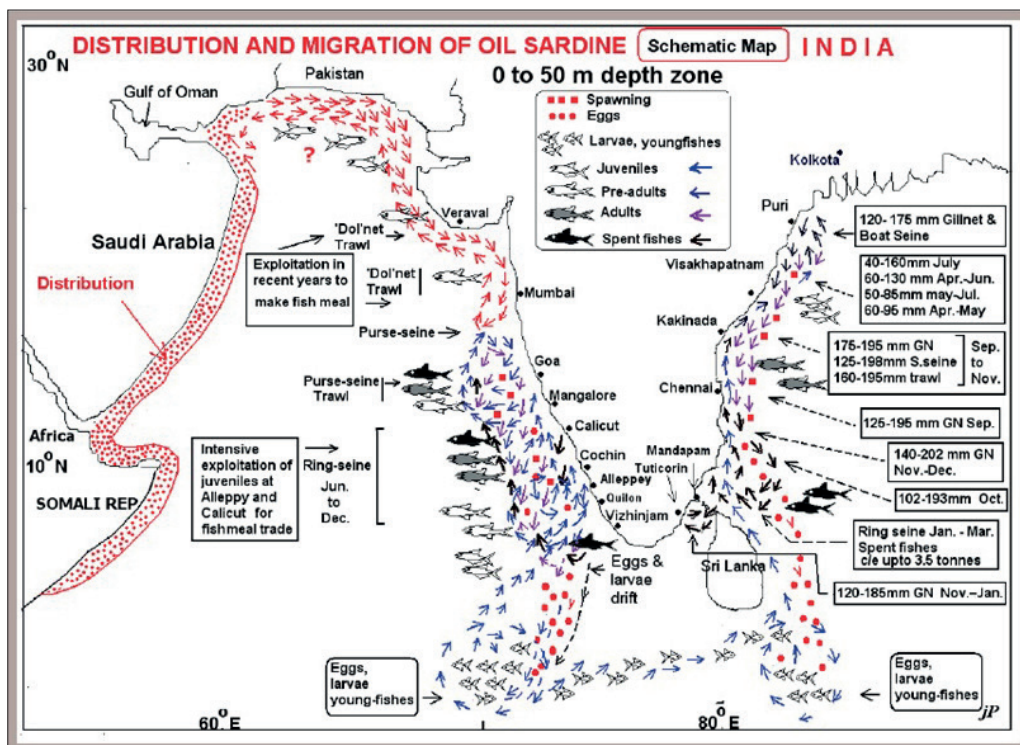 DISTRIBUTION AND MIGRATION OF OIL SARDINE Schematic Map INDIA
30°N
Pakistan
0 to 50 m depth zone
Gulf of Oman
Spawning
Eggs
Larvae, youngfishes
Juveniles
Pre-adults
Adults
Spent fishes
?
Kolkota
Puri
120- 175 mm Gillnet &
Boat Seine
Veraval
Saudi Arabia
'Dol'net
Trawl
Visakhapatnam
40-160mm July
60-130 mm Apr.-Jun.
50-85mm may-Jul.
60-95 mm Apr.-May
Exploitation in
recent years to
make fish meal
'Dol'net
Trawl
Distribution
Mumbai
Purse-seine
Kakinada
175-195 mm GN
125-198mm S.seine
160-195mm trawl
Sep.
to
Nov.
Goa
Purse-seine
Trawl
Mangalore
Chennai
125-195 mm GN Sep.
Calicut
Africa
10°N
Intensive
exploitation of
juveniles at
Alleppy and
Calicut for
fishmeal trade
Ring-seine
Jun.
to
Dec.
Cochin
Mandapam
Tuticorin
140-202 mm GN
Nov.-Dec.
Alleppey
Quilon
102-193mm Oct.
SOMALI REP
Vizhinjam
Ring seine Jan. - Mar.
Spent fishes
c/e upto 3.5 tonnes
Eggs &
larvae
drift
Sri Lanka
120-185mm GN Nov.–Jan.
Eggs,
larvae
young-fishes
Eggs,
larvae
young-fishes
60°E
80°E
jP